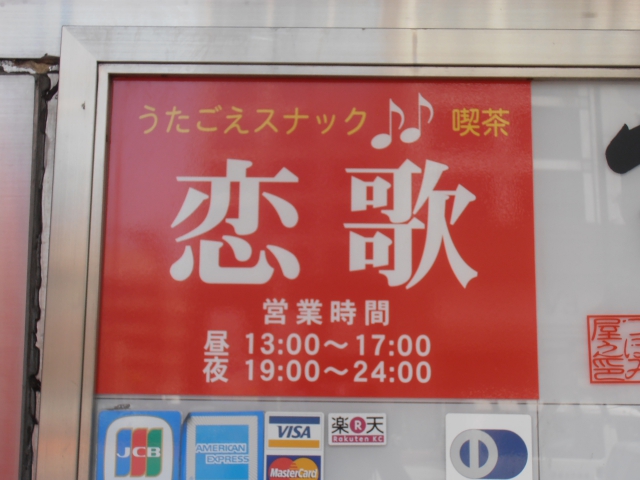 うたごえスナック 喫茶
恋歌
営業時間
昼 13:00～17:00
夜 19:00～24:00
JCB
AMERICAN
EXPRESS
VISA
MasterCard
楽R天
Rakuten KC